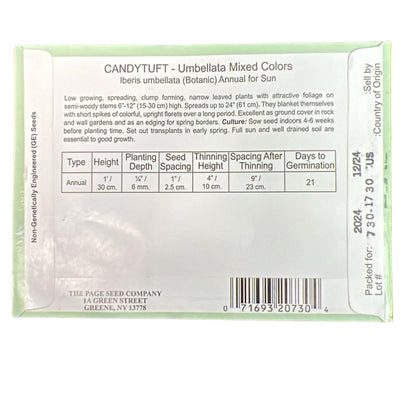 CANDYTUFT - Umbellata Mixed Colors
Iberis umbellata (Botanic) Annual for Sun
Low growing, spreading, clump forming, narrow leaved plants with attractive foliage on
semi-woody stems 6"-12" (15-30 cm) high. Spreads up to 24" (61 cm). They blanket themselves
with short spikes of colorful, upright florets over a long period. Excellent as ground cover in rock
and wall gardens and as an edging for spring borders. Culture: Sow seed indoors 4-6 weeks
before planting time. Set out transplants in early spring. Full sun and well drained soil are
essential to good growth.
Type Height Planting Depth Seed Spacing Thinning Height Spacing After Thinning Days to Germination
Annual 1'/ 30 cm. ¼"/ 6 mm. 1"/ 2.5 cm. 4"/ 10 cm. 9"/ 23 cm. 21
THE PAGE SEED COMPANY
1A GREEN STREET
GREENE, NY 13778
0 71693 20730 4
Non-Genetically Engineered (GE) Seeds
Packed for: 2024 12/24 :Sell by
Lot # 730-1730 US :Country of Origin